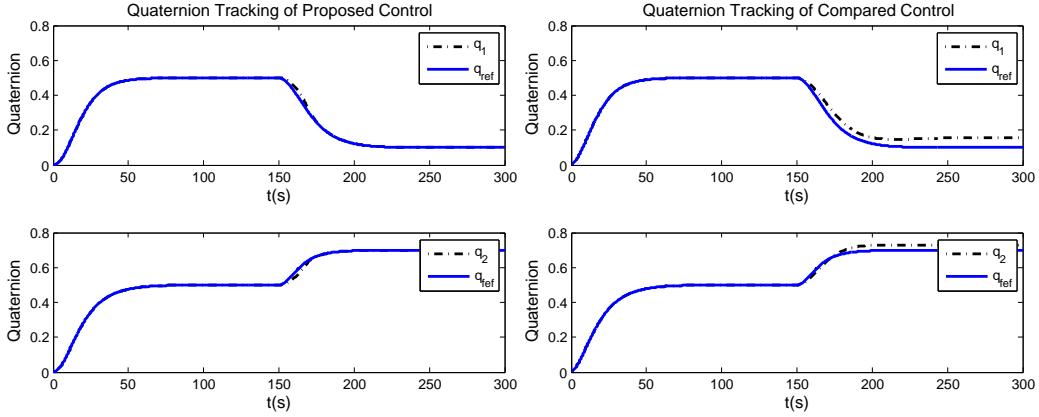 Quaternion Tracking of Proposed Control
0.8
0.6
0.4
0.2
0
Quaternion
q1
qref
0 50 100 150 200 250 300
t(s)
Quaternion Tracking of Compared Control
0.8
0.6
0.4
0.2
0
Quaternion
q1
qref
0 50 100 150 200 250 300
t(s)
0.8
0.6
0.4
0.2
0
Quaternion
q2
qfef
0 50 100 150 200 250 300
t(s)
0.8
0.6
0.4
0.2
0
Quaternion
q2
qfef
0 50 100 150 200 250 300
t(s)